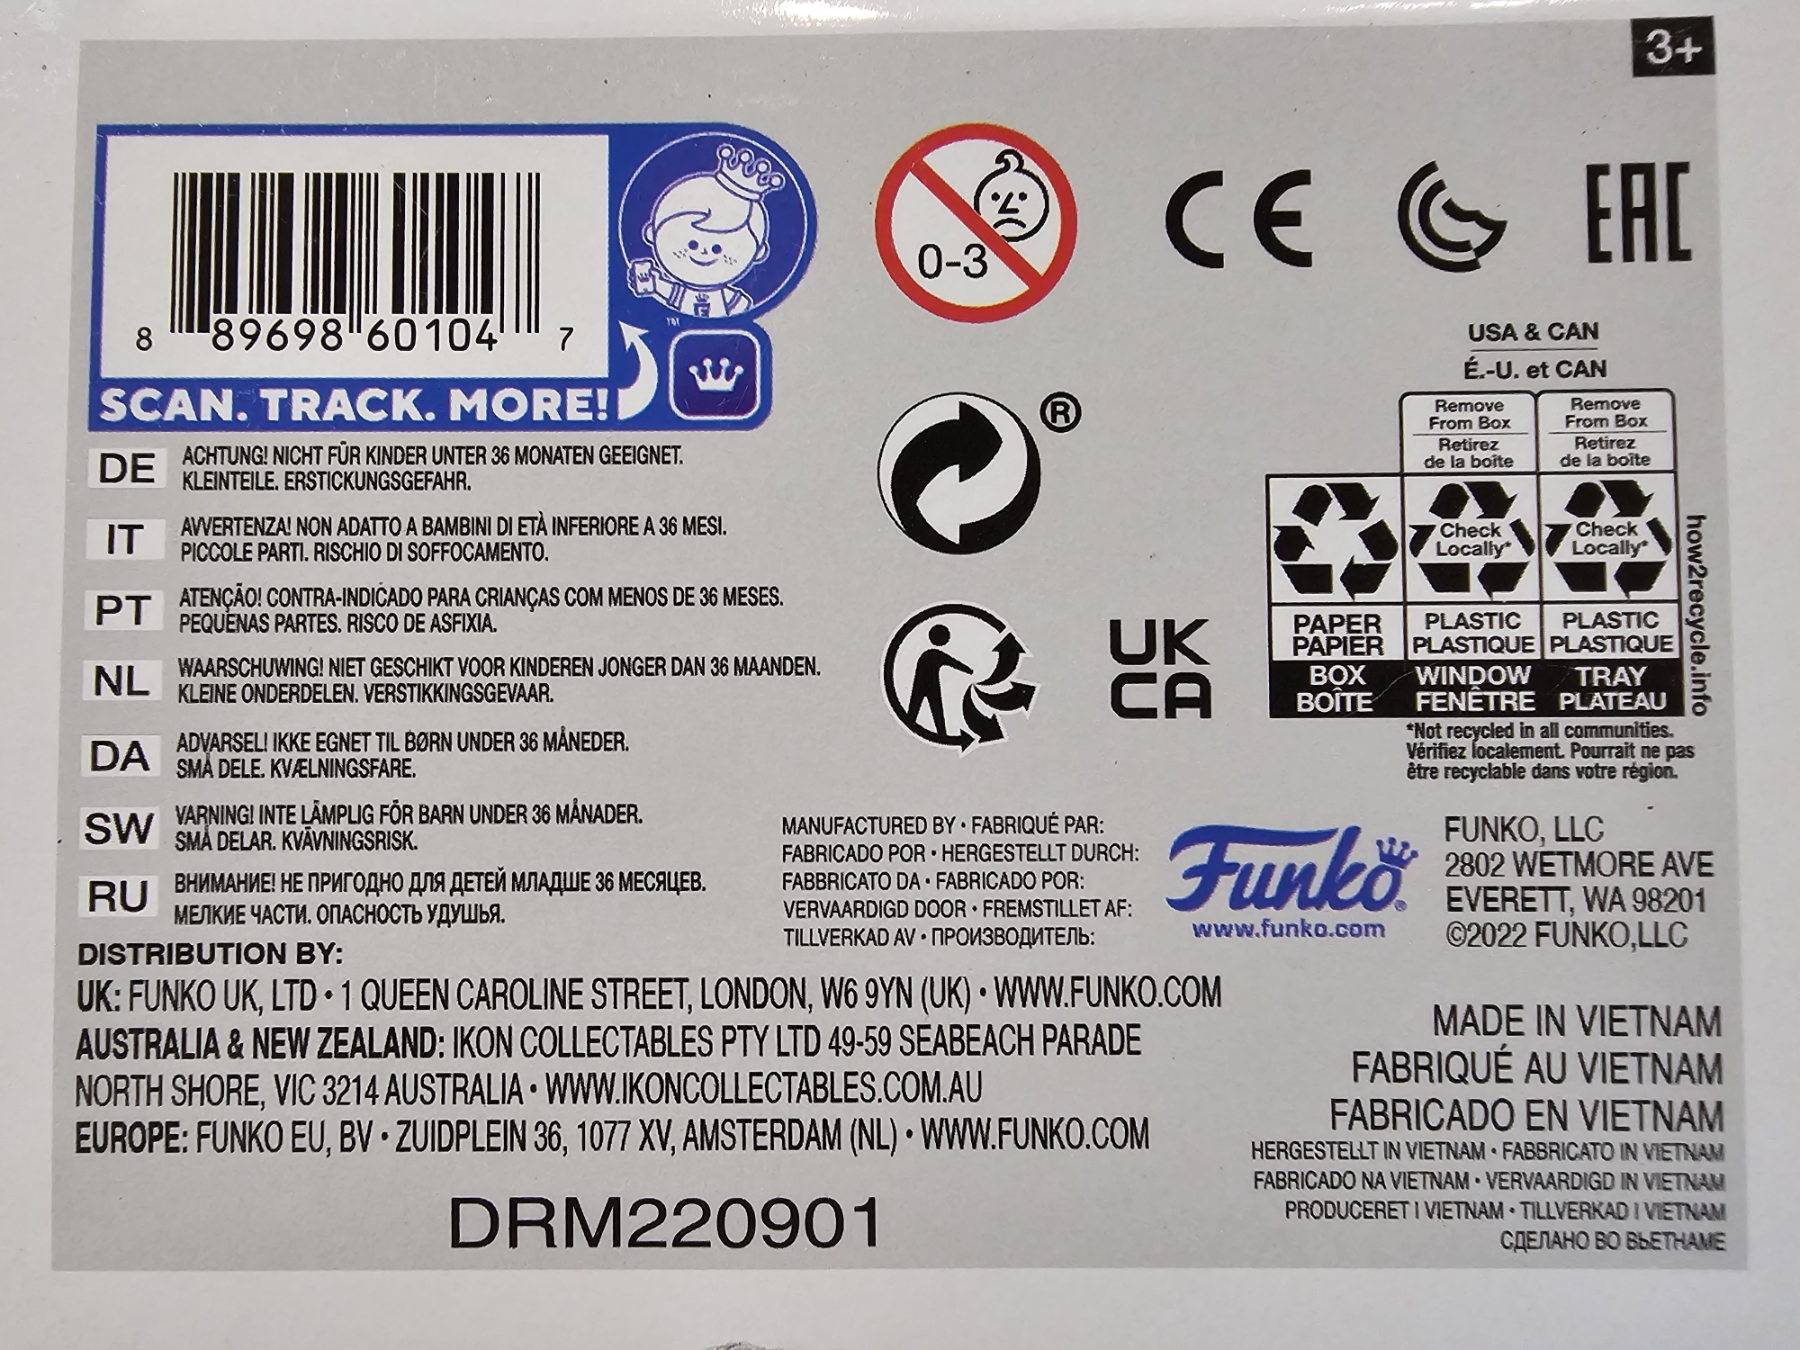 3+
8 89698 60104 7
TM
SCAN. TRACK. MORE!
0-3
CE
EAC
USA & CAN
É.-U. et CAN
Remove
From Box
Retirez
de la boîte
Remove
From Box
Retirez
de la boîte
Check
Locally*
Check
Locally*
PAPER
PAPIER
PLASTIC
PLASTIQUE
PLASTIC
PLASTIQUE
BOX
BOÎTE
WINDOW
FENÊTRE
TRAY
PLATEAU
how2recycle.info
*Not recycled in all communities.
Vérifiez localement. Pourrait ne pas
être recyclable dans votre région.
®
UK
CA
DE ACHTUNG! NICHT FÜR KINDER UNTER 36 MONATEN GEEIGNET.
KLEINTEILE. ERSTICKUNGSGEFAHR.
IT AVVERTENZA! NON ADATTO A BAMBINI DI ETÀ INFERIORE A 36 MESI.
PICCOLE PARTI. RISCHIO DI SOFFOCAMENTO.
PT ATENÇÃO! CONTRA-INDICADO PARA CRIANÇAS COM MENOS DE 36 MESES.
PEQUENAS PARTES. RISCO DE ASFIXIA.
NL WAARSCHUWING! NIET GESCHIKT VOOR KINDEREN JONGER DAN 36 MAANDEN.
KLEINE ONDERDELEN. VERSTIKKINGSGEVAAR.
DA ADVARSEL! IKKE EGNET TIL BØRN UNDER 36 MÅNEDER.
SMÅ DELE. KVÆLNINGSFARE.
SW VARNING! INTE LÄMPLIG FÖR BARN UNDER 36 MÅNADER.
SMÅ DELAR. KVÄVNINGSRISK.
RU ВНИМАНИЕ! НЕ ПРИГОДНО ДЛЯ ДЕТЕЙ МЛАДШЕ 36 МЕСЯЦЕВ.
МЕЛКИЕ ЧАСТИ. ОПАСНОСТЬ УДУШЬЯ.
MANUFACTURED BY • FABRIQUÉ PAR:
FABRICADO POR • HERGESTELLT DURCH:
FABBRICATO DA • FABRICADO POR:
VERVAARDIGD DOOR • FREMSTILLET AF:
TILLVERKAD AV • ПРОИЗВОДИТЕЛЬ:
Funko®
www.funko.com
FUNKO, LLC
2802 WETMORE AVE
EVERETT, WA 98201
©2022 FUNKO,LLC
DISTRIBUTION BY:
UK: FUNKO UK, LTD • 1 QUEEN CAROLINE STREET, LONDON, W6 9YN (UK) • WWW.FUNKO.COM
AUSTRALIA & NEW ZEALAND: IKON COLLECTABLES PTY LTD 49-59 SEABEACH PARADE
NORTH SHORE, VIC 3214 AUSTRALIA • WWW.IKONCOLLECTABLES.COM.AU
EUROPE: FUNKO EU, BV • ZUIDPLEIN 36, 1077 XV, AMSTERDAM (NL) • WWW.FUNKO.COM
MADE IN VIETNAM
FABRIQUÉ AU VIETNAM
FABRICADO EN VIETNAM
HERGESTELLT IN VIETNAM • FABBRICATO IN VIETNAM
FABRICADO NA VIETNAM • VERVAARDIGD IN VIETNAM
PRODUCERET I VIETNAM • TILLVERKAD I VIETNAM
СДЕЛАНО ВО ВЬЕТНАМЕ
DRM220901